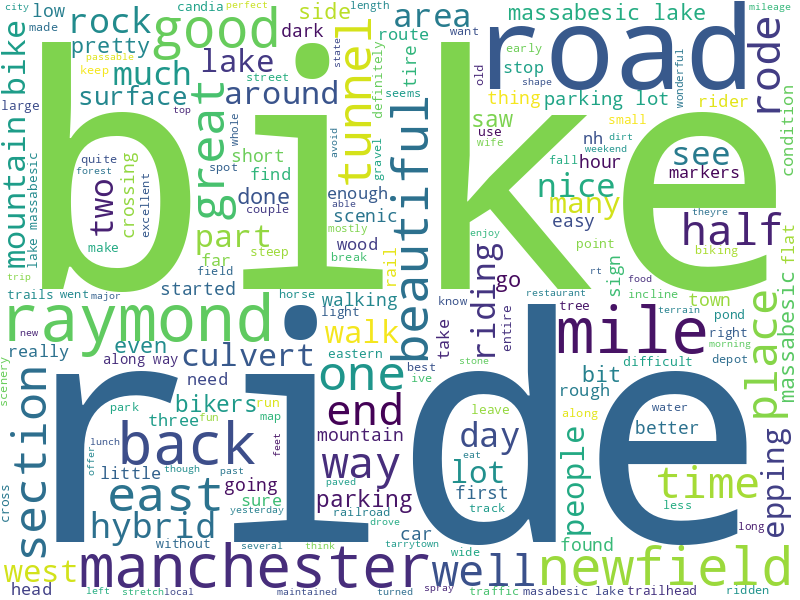 city
made
low
rock
candia
good
side
dark
area
route
tire
massabesic lake
perfect
mileage
length
want
early
state
passable
keep
pretty
much
lake
street
surface
around
great
tunnel
definitely
seems
road
stop
old
shape
wonderful
rode
thing
parking lot
rider
condition
mountain bike
large
lake massabesic
top
whole
avoid
gravel
beautiful
saw
use
wife
small
dirt
weekend
bike
quite
forest
two
crossing
excellent
short
find
spot
done
couple
able
enough
scenic
nh
fall
hour
see
markers
nice
many
easy
theyre
half
make
part
far
steep
field
mostly
wood
break
rail
enjoy
point
biking
flat
trip
trails
went
major
started
horse
walking
light
riding
go
rt
food
restaurant
sign
incline
town
massabesic
raymond
new
really
along way
even
culvert
walk
eastern
know
take
entire
tree
mile
terrain
pond
right
morning
depot
place
scenery
section
park
need
bikers
three
fun
run
map
one
best
ive
stone
difficult
bit
rough
along
ride
offer
lunch
back
feet
end
mountain
leave
day
water
better
epping
cross
little
though
past
going
way
eat
lot
first
people
time
less
east
sure
paved
parking
yesterday
railroad
track
long
hybrid
without
several
drove
car
tarrytown
wide
found
west
head
manchester
think
well
traffic
newfield
left
stretch
local
maintained
turned
spray
masabesic lake
trailhead
ridden